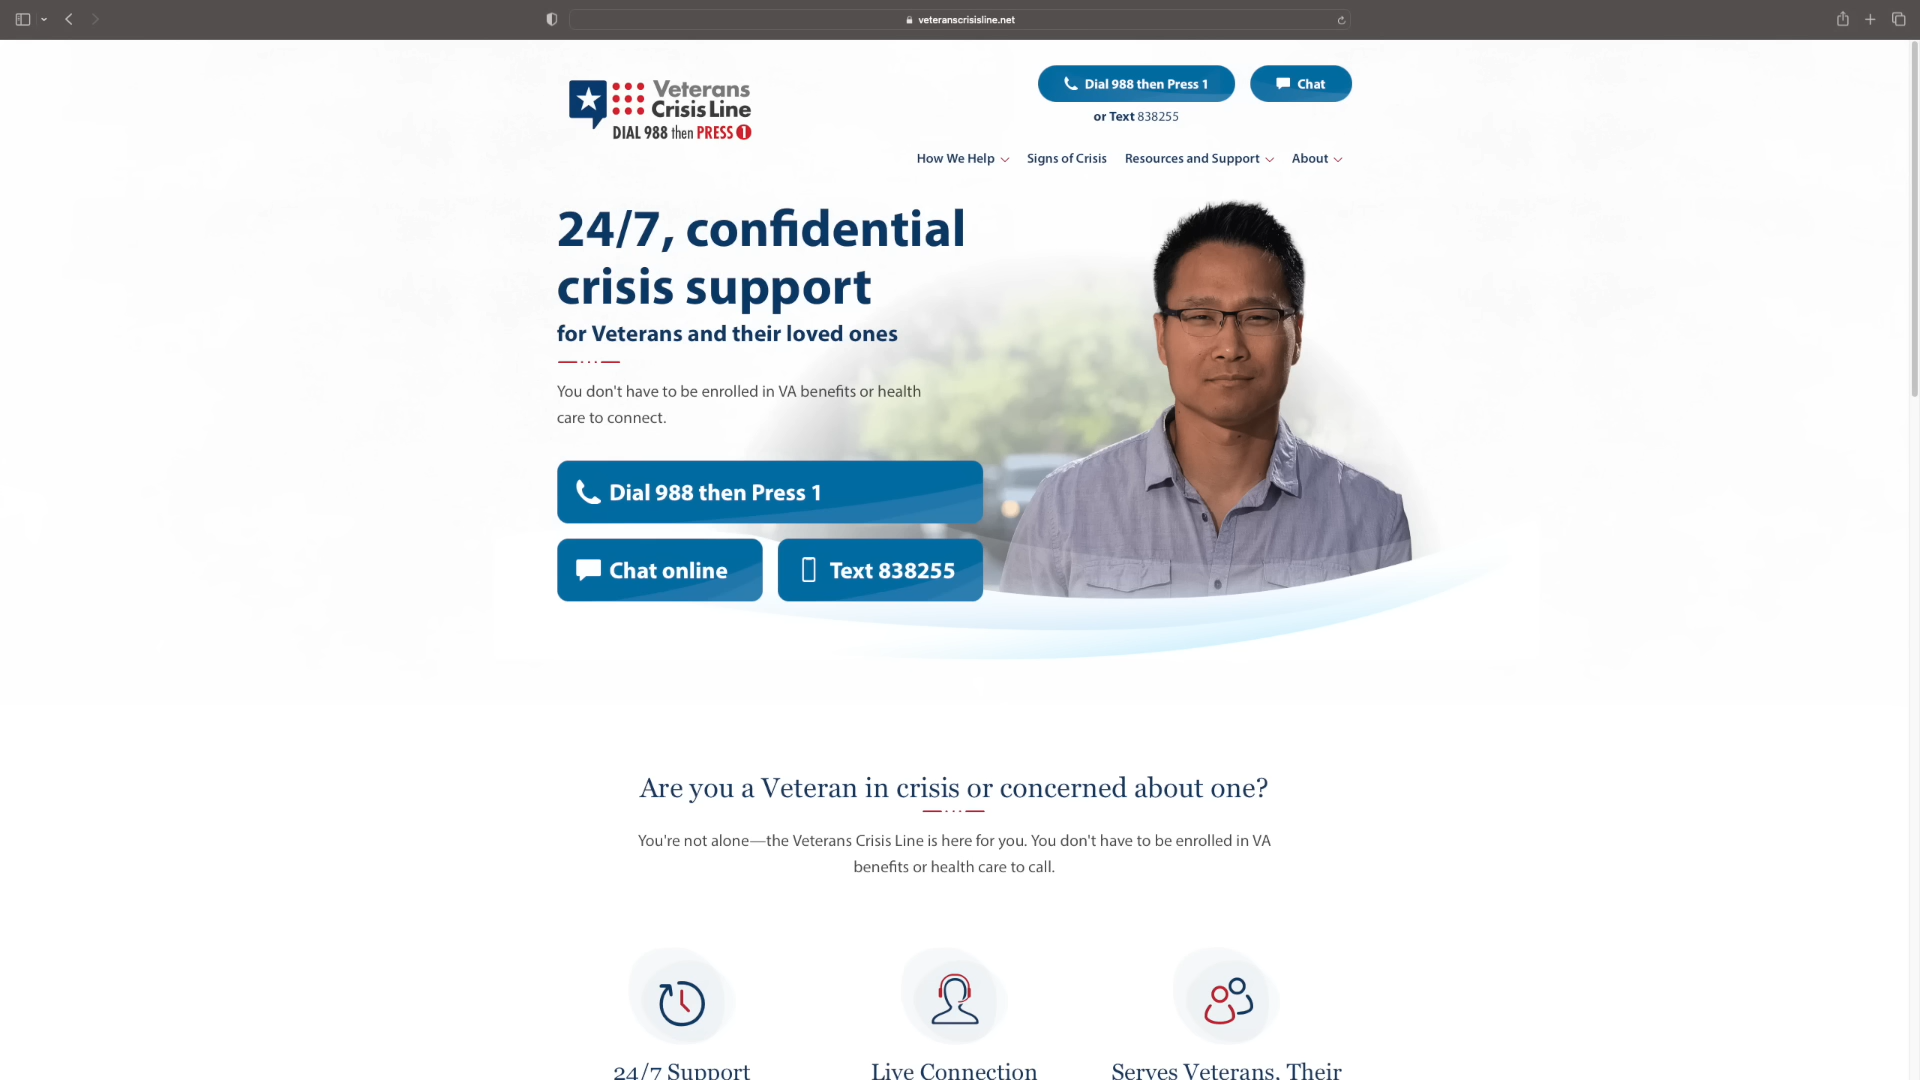 veteranscrisisline.net
Veterans
Crisis Line
DIAL 988 then PRESS 1
Dial 988 then Press 1
Chat
or Text 838255
How We Help
Signs of Crisis
Resources and Support
About
24/7, confidential
crisis support
for Veterans and their loved ones
You don't have to be enrolled in VA benefits or health
care to connect.
Dial 988 then Press 1
Chat online
Text 838255
Are you a Veteran in crisis or concerned about one?
You're not alone—the Veterans Crisis Line is here for you. You don't have to be enrolled in VA
benefits or health care to call.
24/7 Support
Live Connection
Serves Veterans, Their